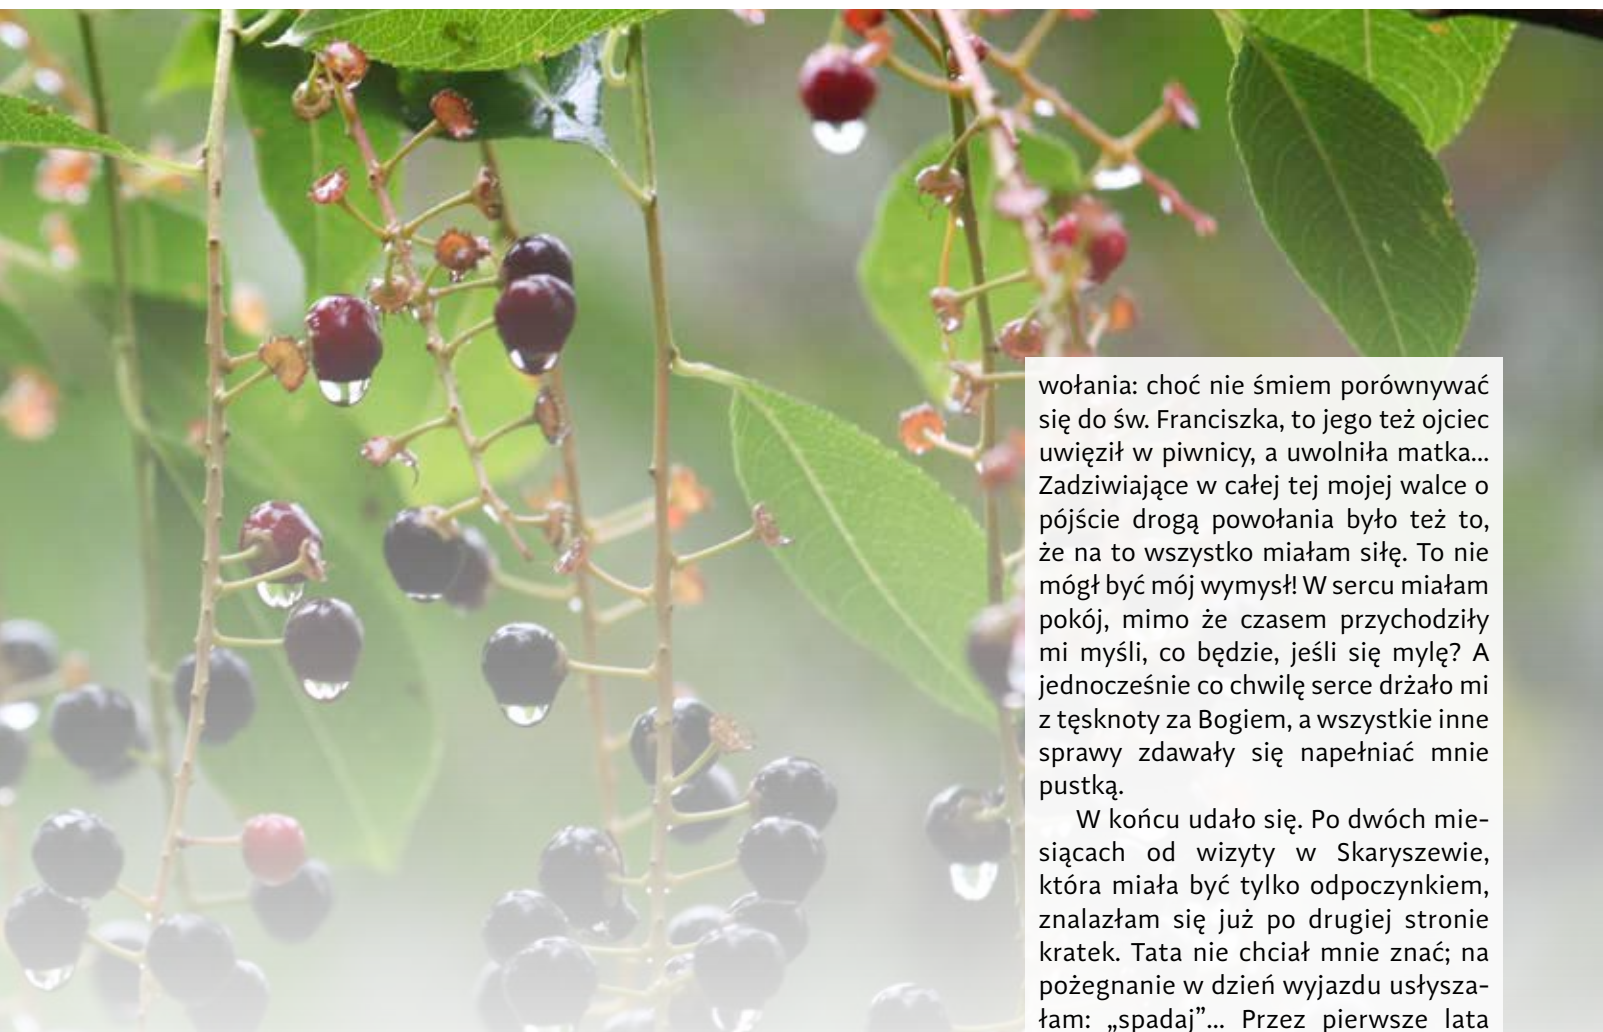 wołania: choć nie śmiem porównywać
się do św. Franciszka, to jego też ojciec
uwięził w piwnicy, a uwolniła matka...
Zadziwiające w całej tej mojej walce o
pójście drogą powołania było też to,
że na to wszystko miałam siłę. To nie
mógł być mój wymysł! W sercu miałam
pokój, mimo że czasem przychodziły
mi myśli, co będzie, jeśli się mylę? A
jednocześnie co chwilę serce drżało mi
z tęsknoty za Bogiem, a wszystkie inne
sprawy zdawały się napełniać mnie
pustką.
W końcu udało się. Po dwóch mie-
siącach od wizyty w Skaryszewie,
która miała być tylko odpoczynkiem,
znalazłam się już po drugiej stronie
kratek. Tata nie chciał mnie znać; na
pożegnanie w dzień wyjazdu usłysza-
łam: „spadaj”... Przez pierwsze lata